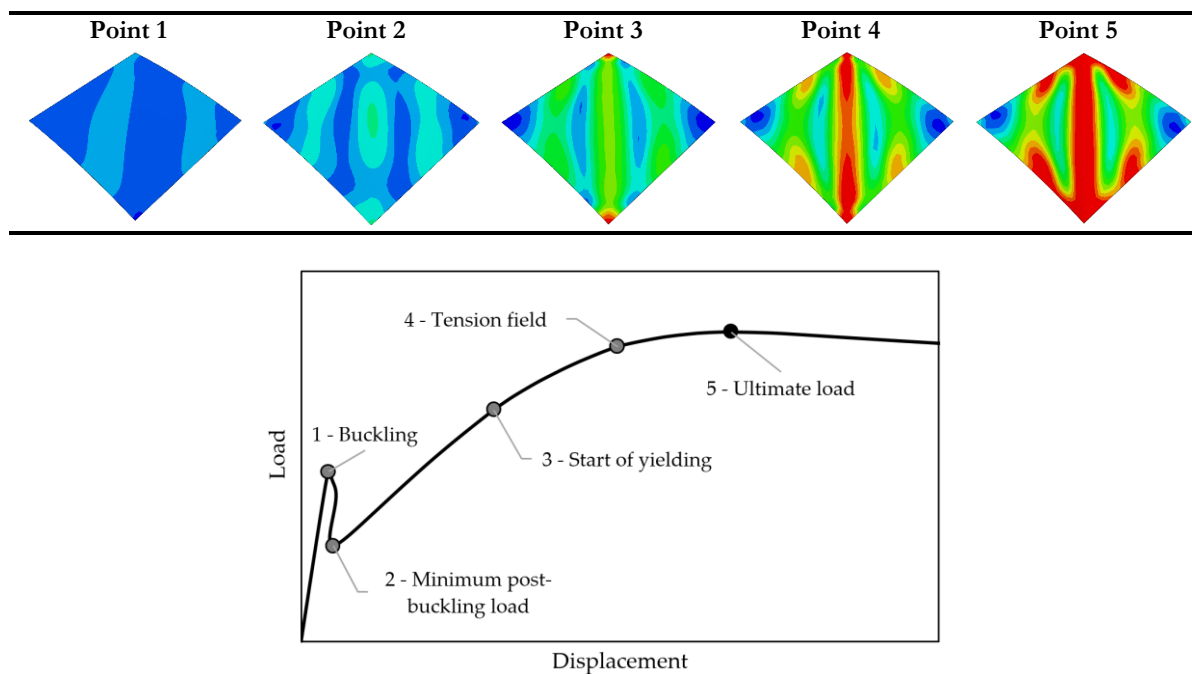 Point 1 Point 2 Point 3 Point 4 Point 5
4 - Tension field
5 - Ultimate load
1 - Buckling
3 - Start of yielding
2 - Minimum post-
buckling load
Load
Displacement